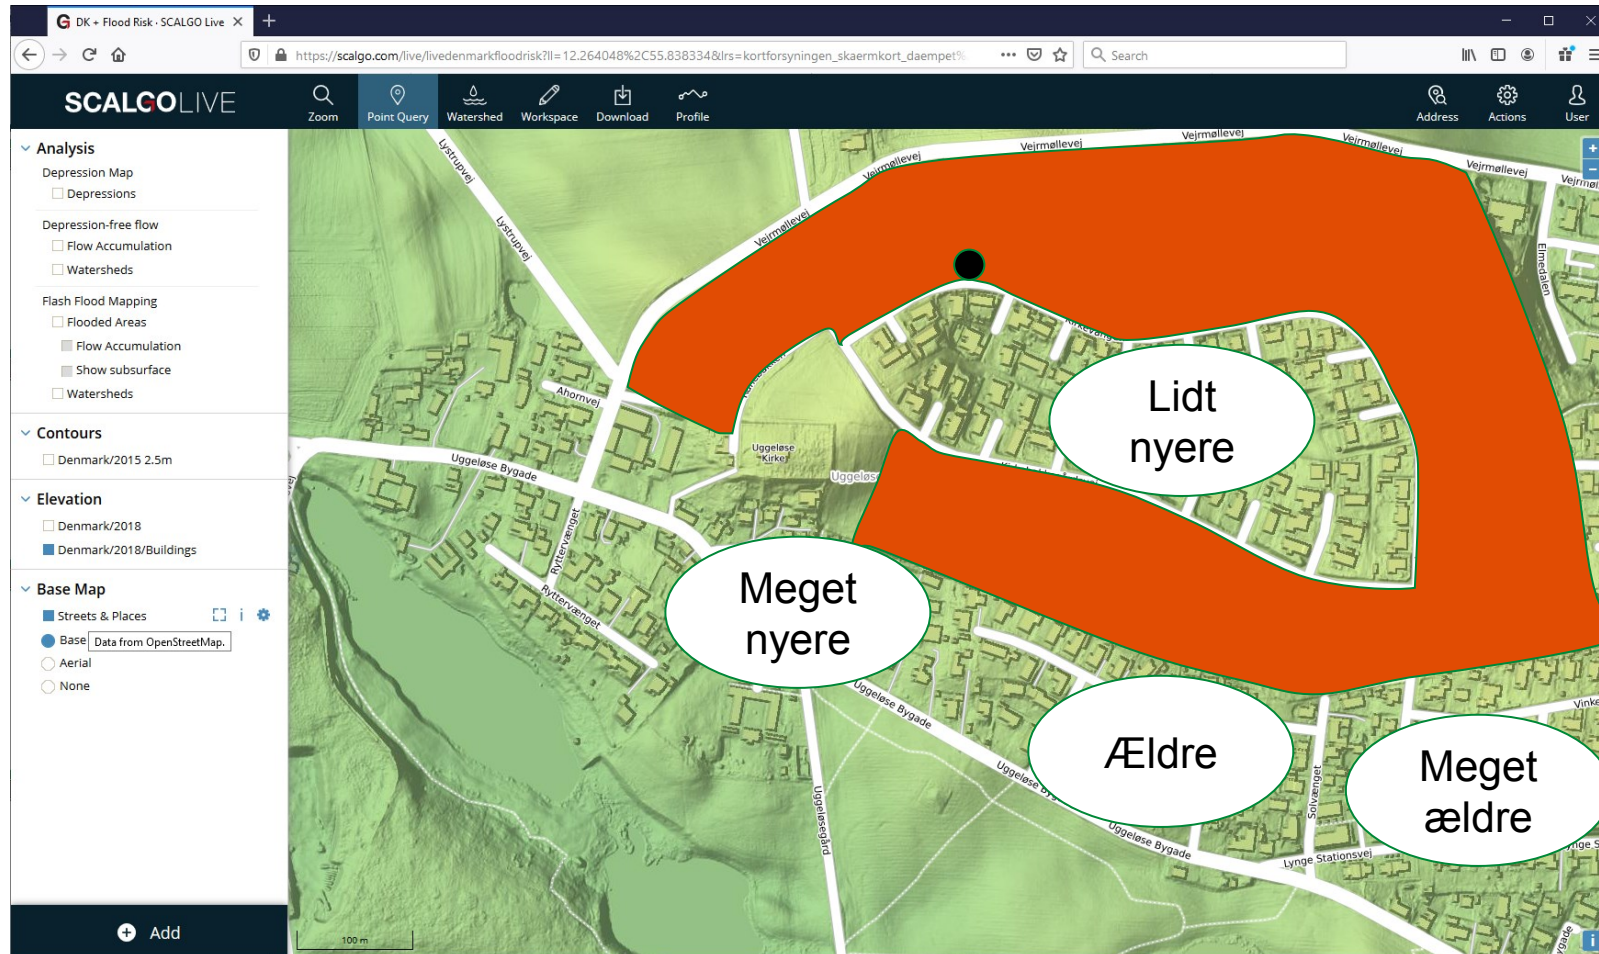 DK + Flood Risk · SCALGO Live
https://scalgo.com/live/livedenmarkfloodrisk?ll=12.264048%2C55.838334&lrs=kortforsyningen_skaermkort_daempet%
Search
SCALGOLIVE
Zoom
Point Query
Watershed
Workspace
Download
Profile
Address
Actions
User
Analysis
Depression Map
Depressions
Depression-free flow
Flow Accumulation
Watersheds
Flash Flood Mapping
Flooded Areas
Flow Accumulation
Show subsurface
Watersheds
Contours
Denmark/2015 2.5m
Elevation
Denmark/2018
Denmark/2018/Buildings
Base Map
Streets & Places
Base
Data from OpenStreetMap.
Aerial
None
Add
Lystrupvej
Lystrupvej
Vejrmøllevej
Vejrmøllevej
Vejrmøllevej
Vejrmøllevej
Vejrmøllevej
Vejrmøllevej
Elmedalen
Ahornvej
Uggeløse Bygade
Uggeløse
Kirke
Ryttervænget
Ryttervænget
Lidt
nyere
Meget
nyere
Ældre
Meget
ældre
Uggeløse Bygade
Uggeløse
Uggeløse Bygade
Uggeløsegård
Solvænget
Lynge Stationsvej
100 m